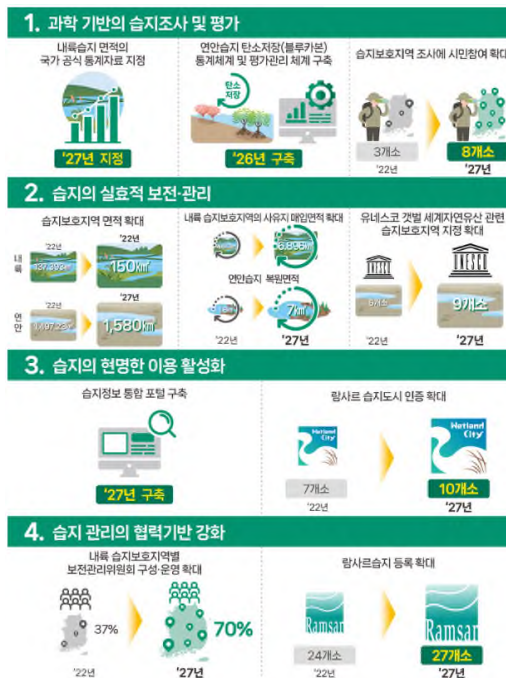 1. 과학 기반의 습지조사 및 평가
내륙습지 면적의
국가 공식 통계자료 지정
'27년 지정
연안습지 탄소저장(블루카본)
통계체계 및 평가관리 체계 구축
탄소
저장
'26년 구축
습지보호지역 조사에 시민참여 확대
3개소
8개소
'22년
'27년
2. 습지의 실효적 보전·관리
습지보호지역 면적 확대
'22년
'22년
내륙
150㎢
'22년
'27년
연안
1,580㎢
내륙 습지보호지역의 사유지 매입면적 확대
연안습지 복원면적
7㎢
'22년
'27년
유네스코 갯벌 세계자연유산 관련
습지보호지역 지정 확대
UNESCO
UNESCO
9개소
'22년
'27년
3. 습지의 현명한 이용 활성화
습지정보 통합 포털 구축
'27년 구축
람사르 습지도시 인증 확대
Wetland
City
Wetland
City
7개소
10개소
'22년
'27년
4. 습지 관리의 협력기반 강화
내륙 습지보호지역별
보전관리위원회 구성·운영 확대
37%
70%
'22년
'27년
람사르습지 등록 확대
Ramsar
Ramsar
24개소
27개소
'22년
'27년